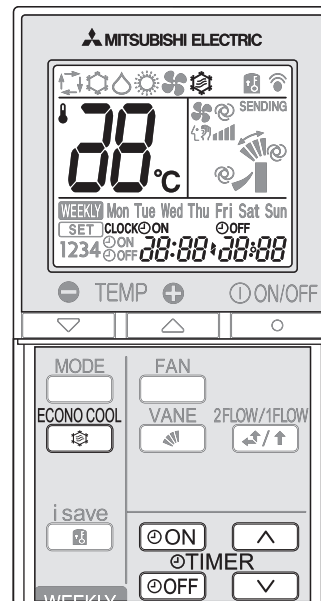 MITSUBISHI ELECTRIC
SENDING
88°C
WEEKLY Mon Tue Wed Thu Fri Sat Sun
SET CLOCK ON OFF
1234 ON OFF 88:88 88:88
TEMP ON/OFF
MODE FAN
ECONO COOL VANE 2FLOW/1FLOW
i save
ON
TIMER
OFF
WEEKLY